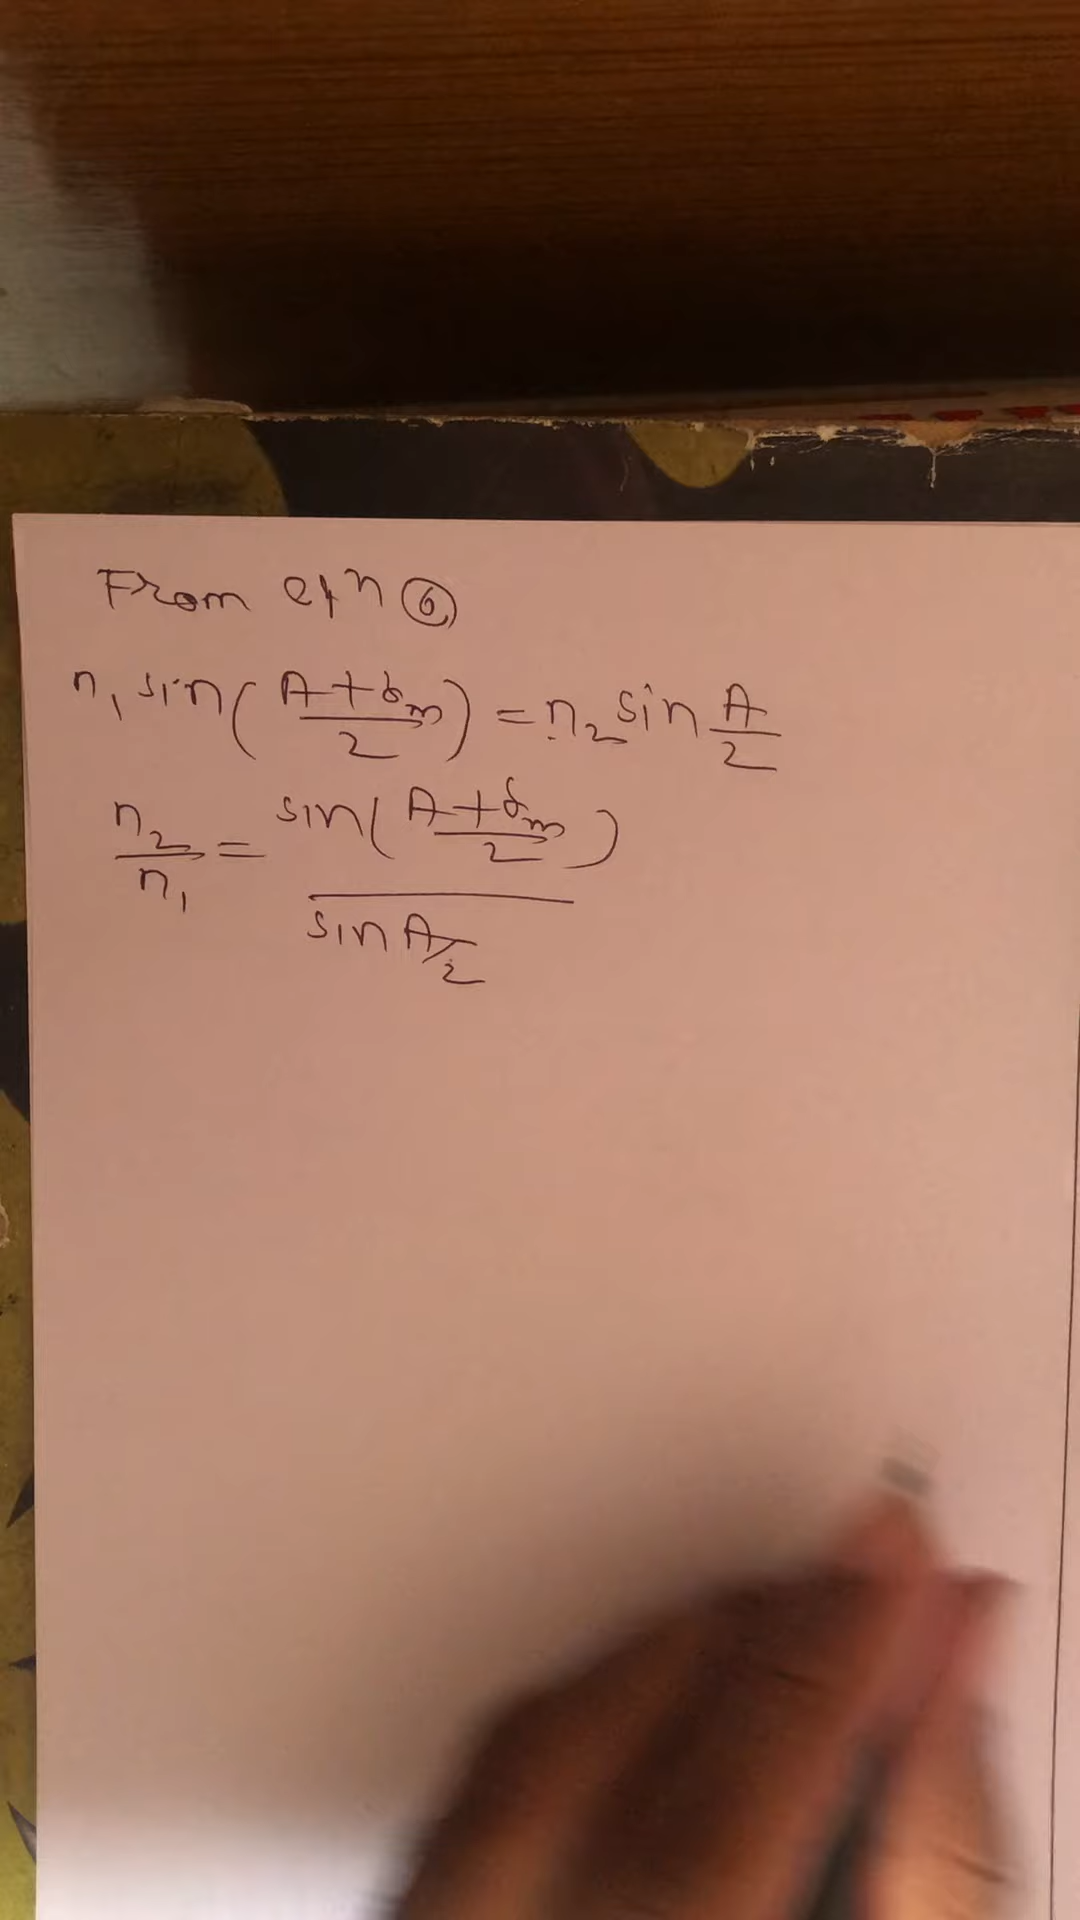 From eqn ⑥
n₁ sin(A+δm/2) = n₂ sin A/2
n₂/n₁ = sin(A+δm/2)/sin A/2